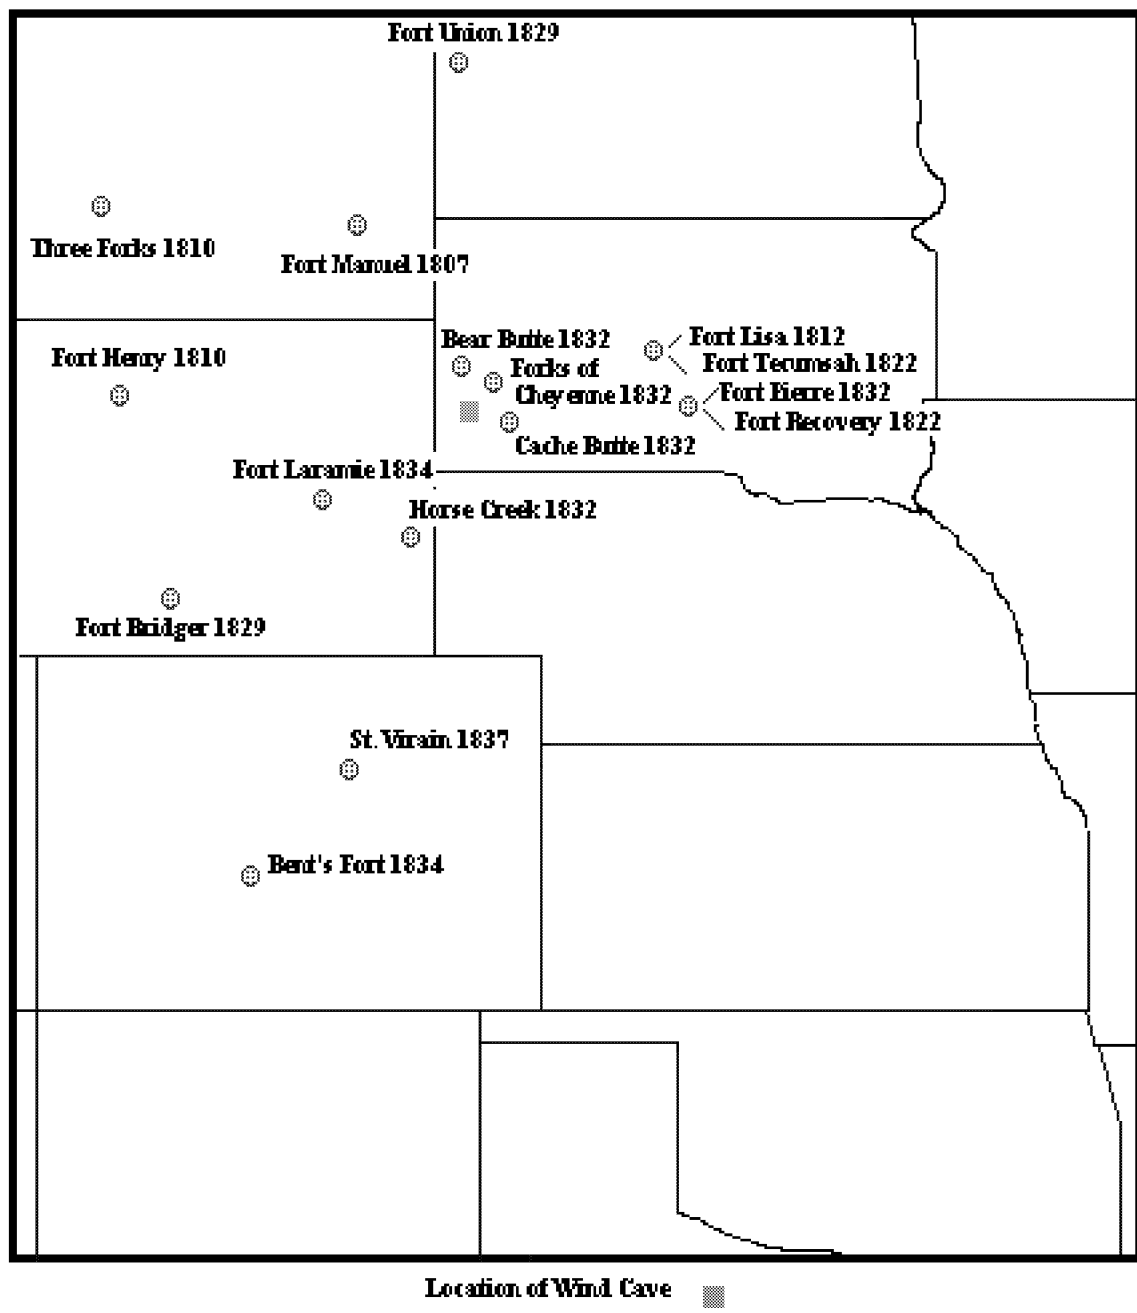 Fort Union 1829
Three Forks 1810
Fort Manuel 1807
Fort Henry 1810
Bear Butte 1832
Fort Lisa 1812
Forks of
Cheyenne 1832
Fort Tecumsah 1822
Fort Pierre 1832
Fort Recovery 1822
Cache Butte 1832
Fort Laramie 1834
Horse Creek 1832
Fort Bridger 1829
St. Virain 1837
Bent's Fort 1834
Location of Wind Cave